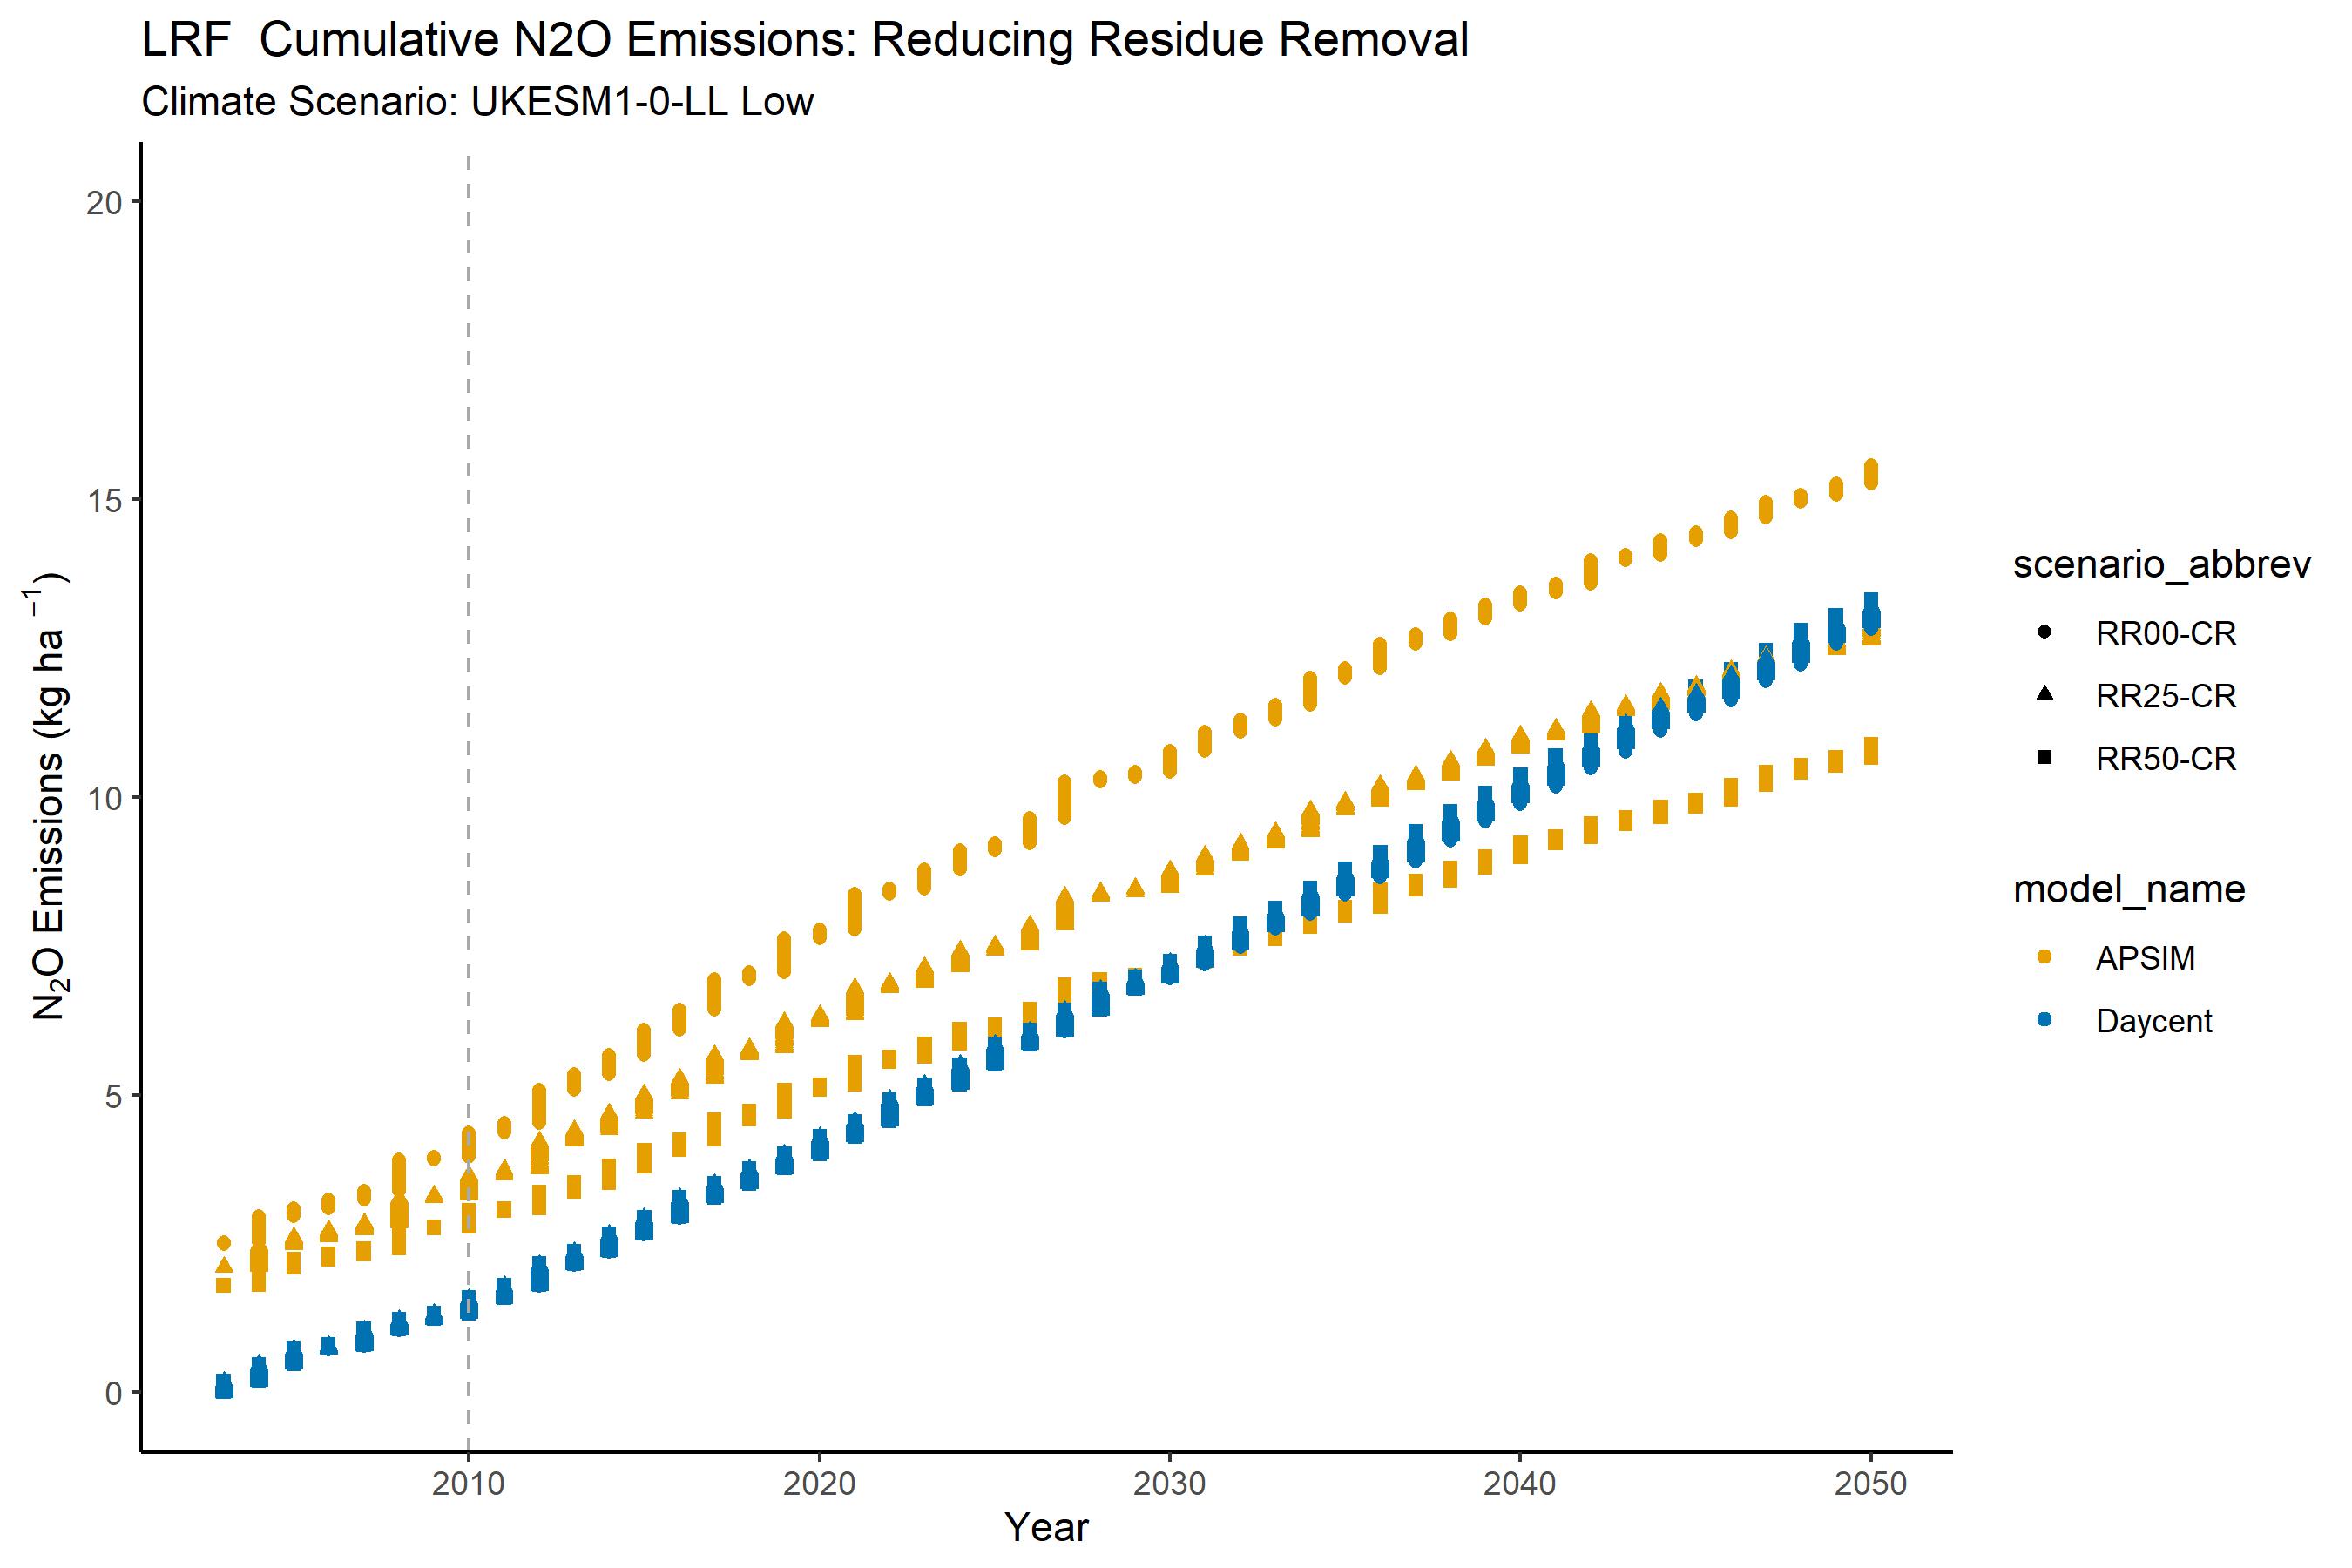 LRF  Cumulative N2O Emissions: Reducing Residue Removal
Climate Scenario: UKESM1-0-LL Low
N₂O Emissions (kg ha ⁻¹)
20
15
10
5
0
2010
2020
2030
2040
2050
Year
scenario_abbrev
RR00-CR
RR25-CR
RR50-CR
model_name
APSIM
Daycent